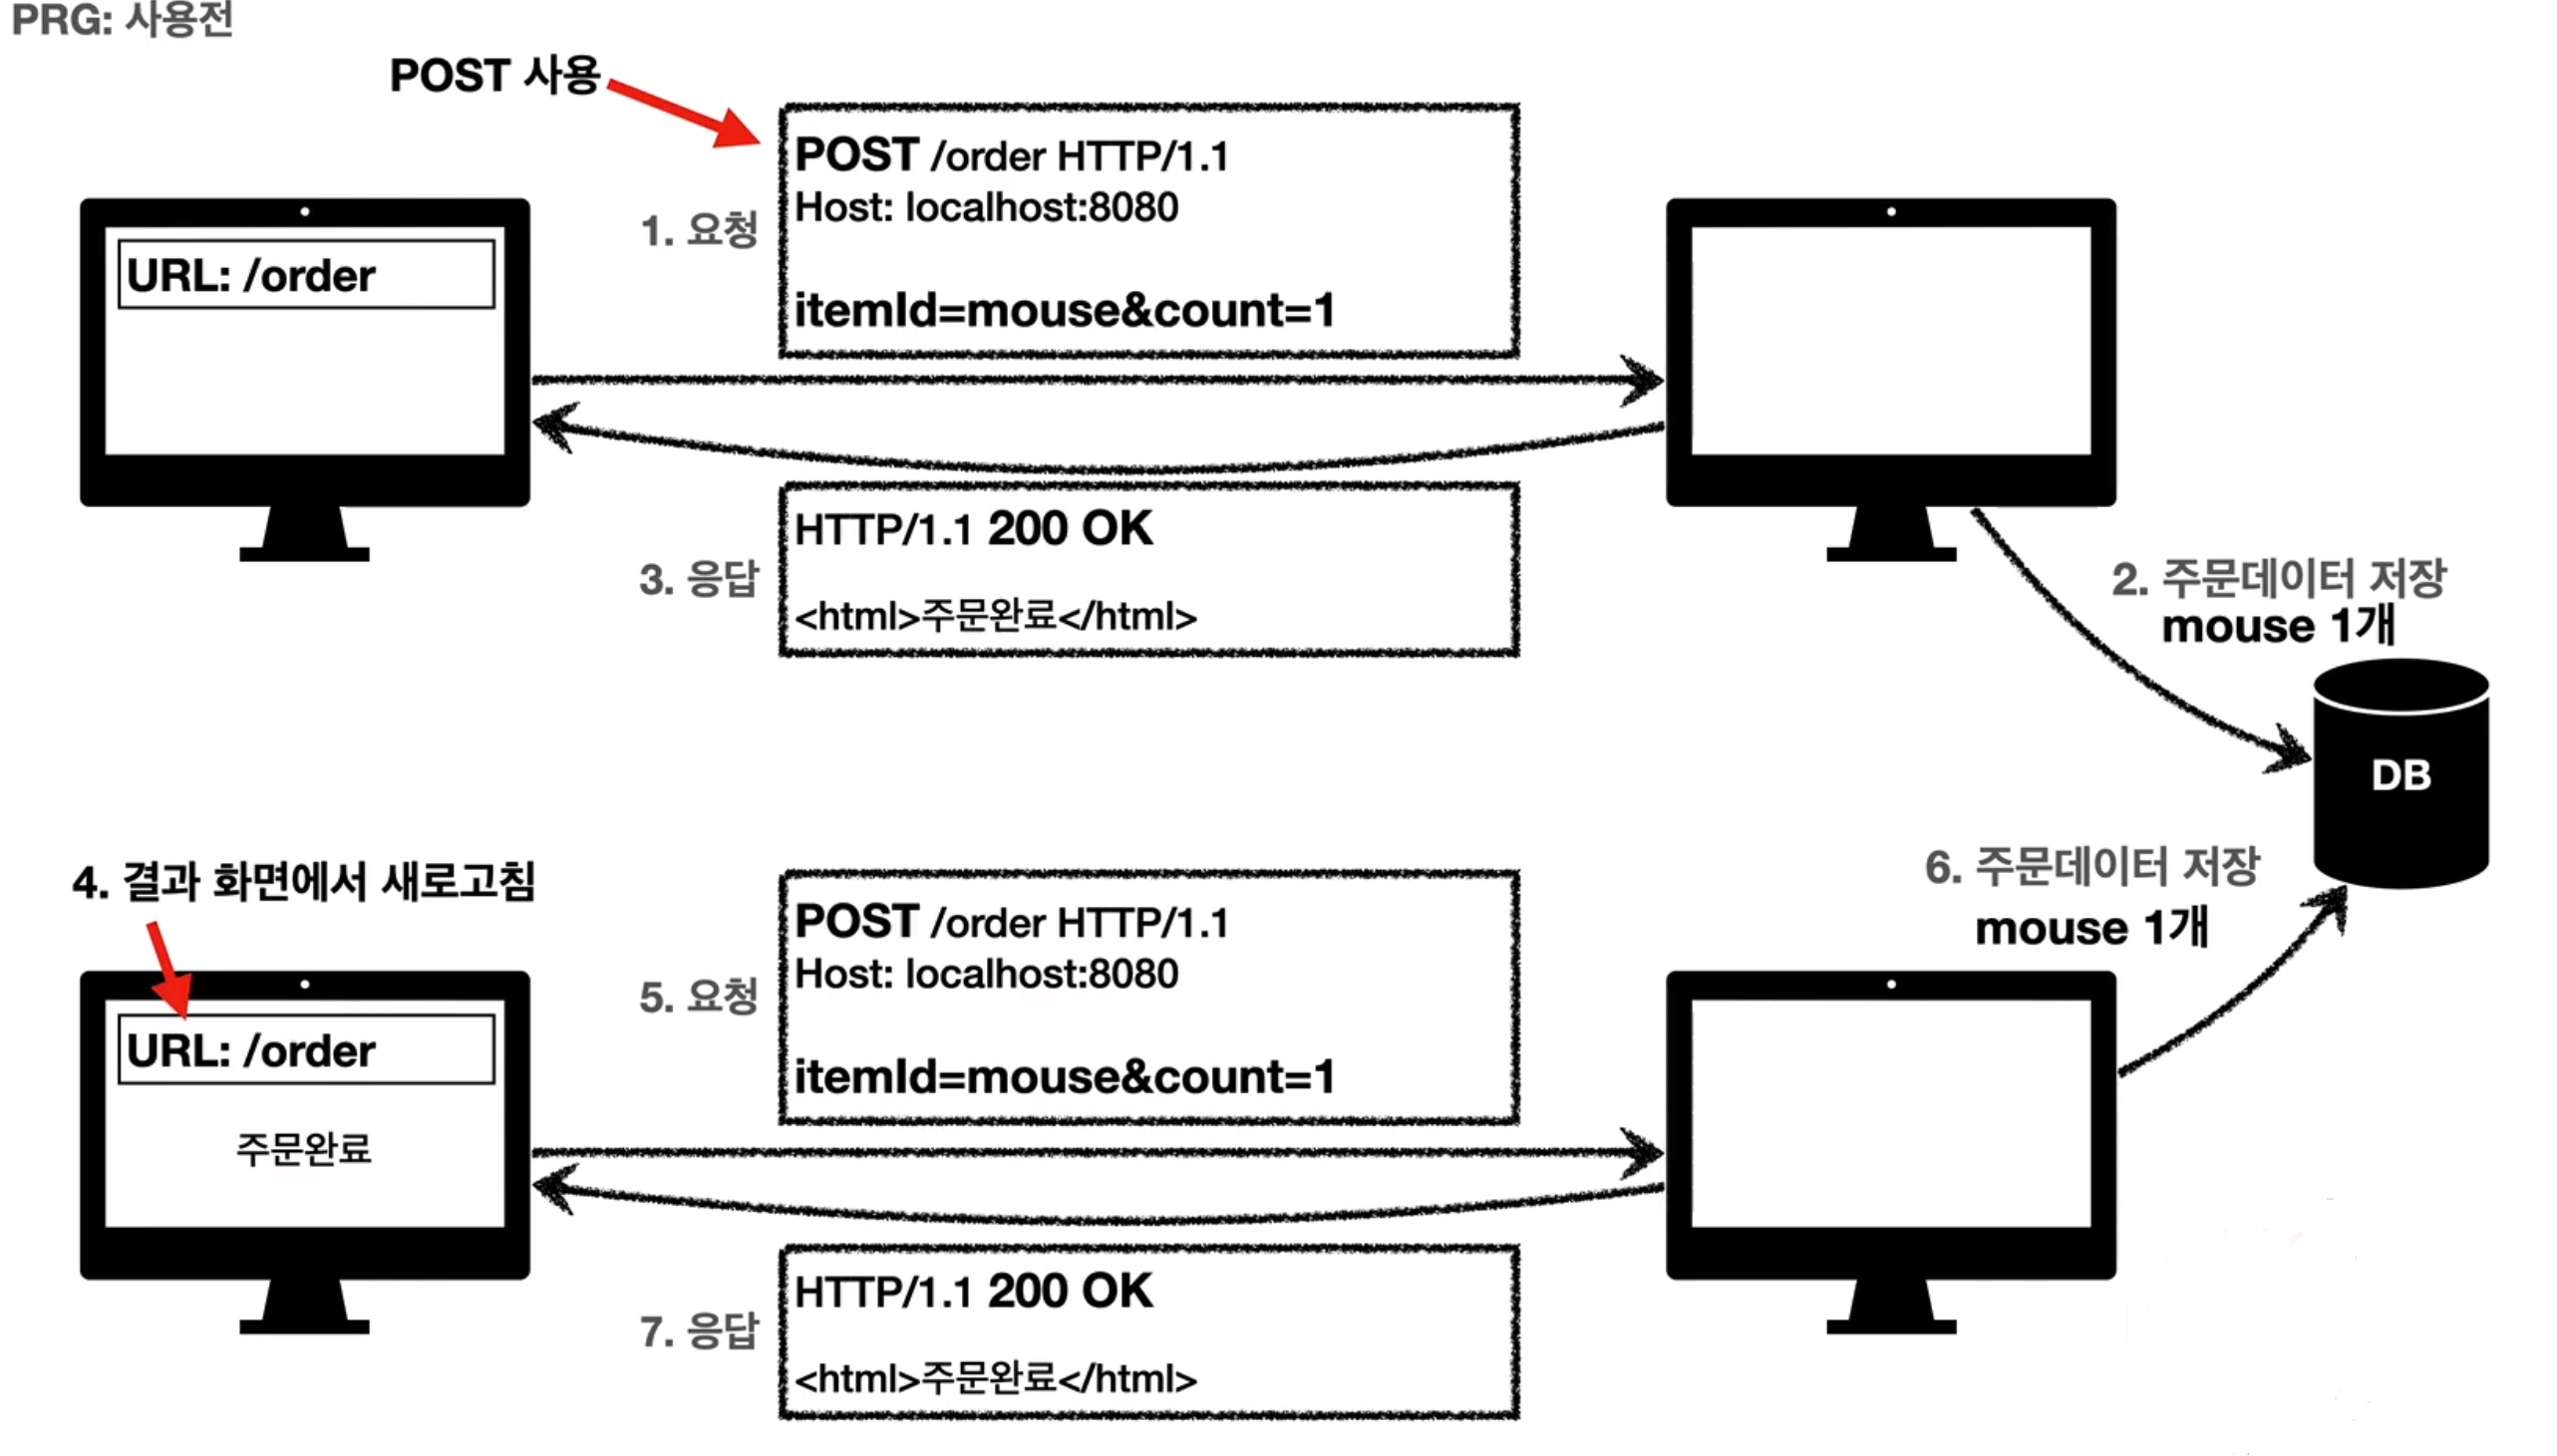 PRG: 사용전
POST 사용
POST /order HTTP/1.1
Host: localhost:8080
1. 요청
itemId=mouse&count=1
URL: /order
HTTP/1.1 200 OK
3. 응답
<html>주문완료</html>
2. 주문데이터 저장
mouse 1개
DB
4. 결과 화면에서 새로고침
URL: /order
주문완료
POST /order HTTP/1.1
Host: localhost:8080
5. 요청
itemId=mouse&count=1
6. 주문데이터 저장
mouse 1개
HTTP/1.1 200 OK
7. 응답
<html>주문완료</html>